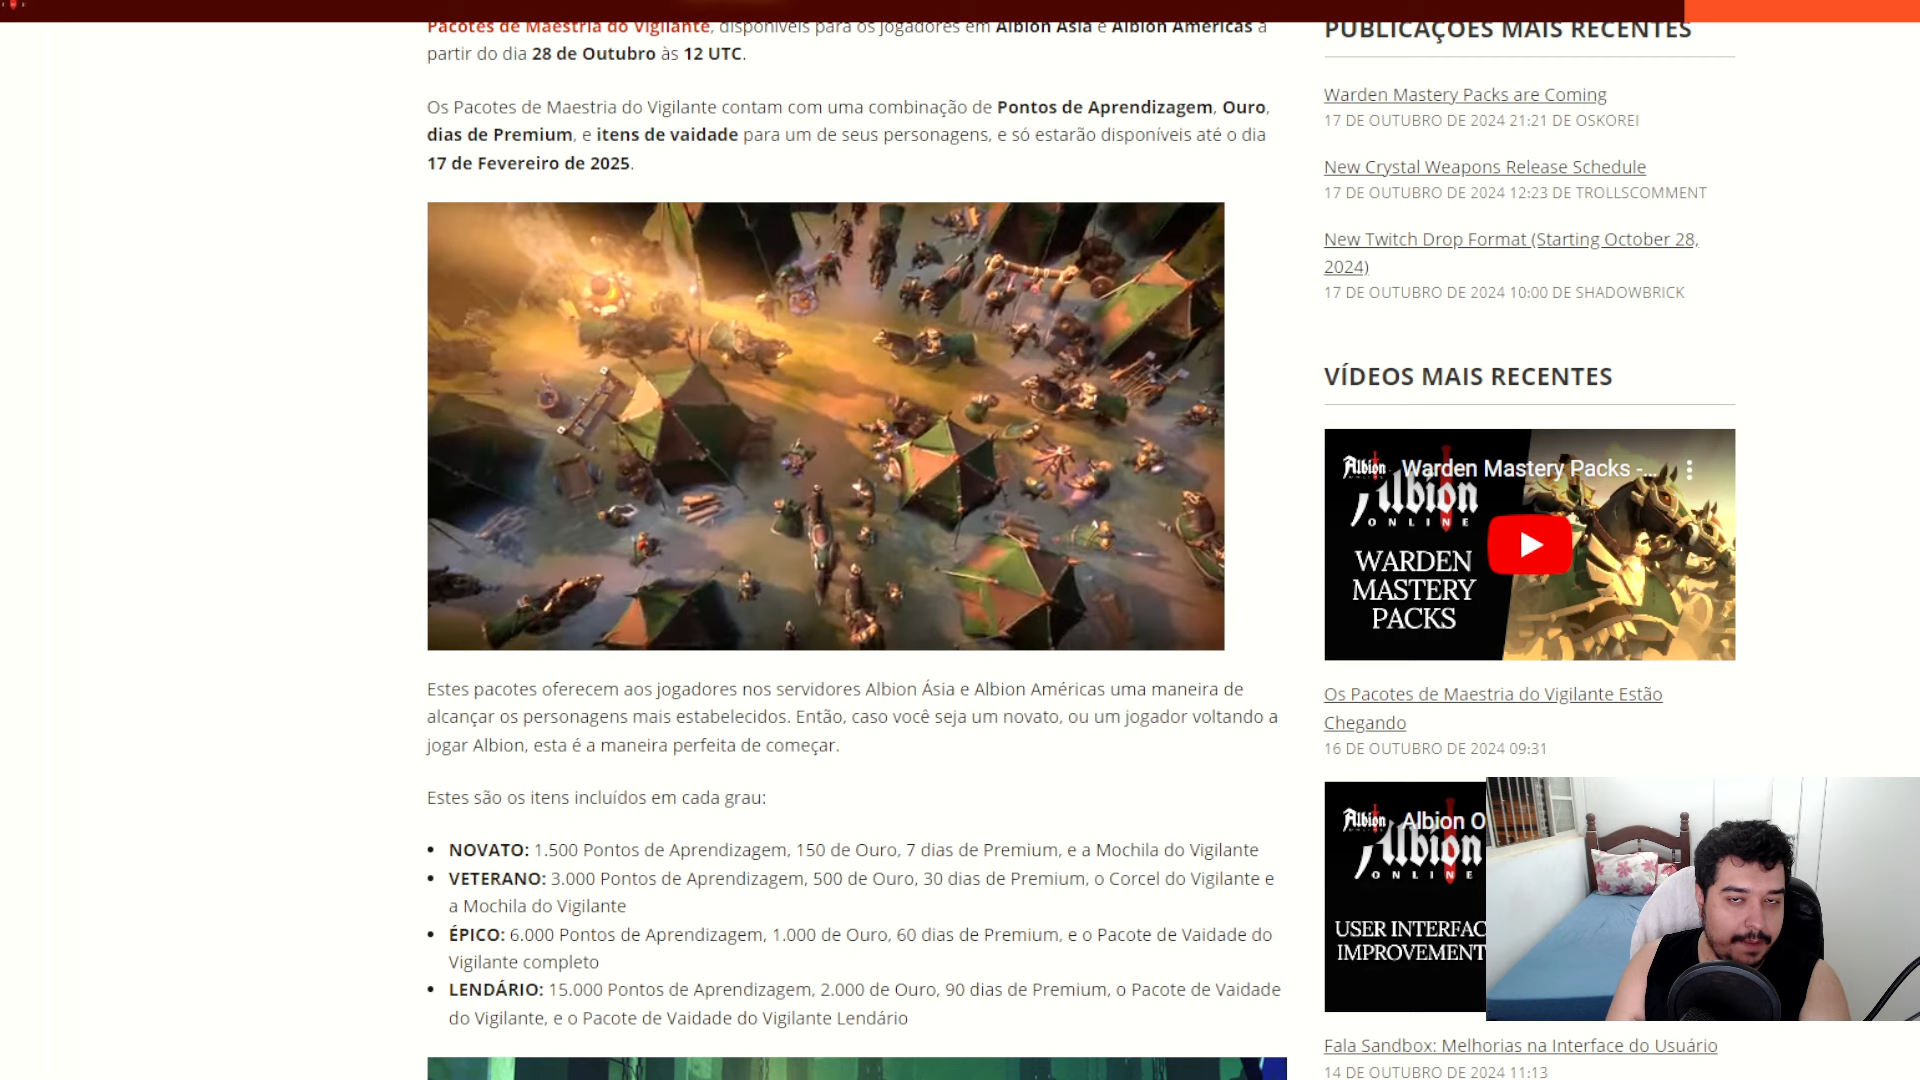 Pacotes de Maestria do Vigilante, disponíveis para os jogadores em Albion Ásia e Albion Américas a
partir do dia 28 de Outubro às 12 UTC.
Os Pacotes de Maestria do Vigilante contam com uma combinação de Pontos de Aprendizagem, Ouro,
dias de Premium, e itens de vaidade para um de seus personagens, e só estarão disponíveis até o dia
17 de Fevereiro de 2025.
Estes pacotes oferecem aos jogadores nos servidores Albion Ásia e Albion Américas uma maneira de
alcançar os personagens mais estabelecidos. Então, caso você seja um novato, ou um jogador voltando a
jogar Albion, esta é a maneira perfeita de começar.
Estes são os itens incluídos em cada grau:
• NOVATO: 1.500 Pontos de Aprendizagem, 150 de Ouro, 7 dias de Premium, e a Mochila do Vigilante
• VETERANO: 3.000 Pontos de Aprendizagem, 500 de Ouro, 30 dias de Premium, o Corcel do Vigilante e
a Mochila do Vigilante
• ÉPICO: 6.000 Pontos de Aprendizagem, 1.000 de Ouro, 60 dias de Premium, e o Pacote de Vaidade do
Vigilante completo
• LENDÁRIO: 15.000 Pontos de Aprendizagem, 2.000 de Ouro, 90 dias de Premium, o Pacote de Vaidade
do Vigilante, e o Pacote de Vaidade do Vigilante Lendário
PUBLICAÇÕES MAIS RECENTES
Warden Mastery Packs are Coming
17 DE OUTUBRO DE 2024 21:21 DE OSKOREI
New Crystal Weapons Release Schedule
17 DE OUTUBRO DE 2024 12:23 DE TROLLSCOMMENT
New Twitch Drop Format (Starting October 28,
2024)
17 DE OUTUBRO DE 2024 10:00 DE SHADOWBRICK
VÍDEOS MAIS RECENTES
Albion Warden Mastery Packs -...
Albion
ONLINE
WARDEN
MASTERY
PACKS
Os Pacotes de Maestria do Vigilante Estão
Chegando
16 DE OUTUBRO DE 2024 09:31
Albion Albion O
Albion
ONLINE
USER INTERFAC
IMPROVEMENT
Fala Sandbox: Melhorias na Interface do Usuário
14 DE OUTUBRO DE 2024 11:13